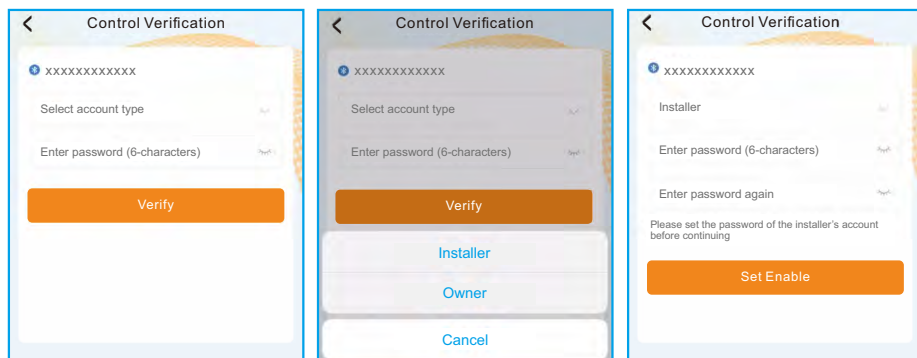 Control Verification
xxxxxxxxxxxx
Select account type
Enter password (6-characters)
Verify
Control Verification
xxxxxxxxxxxx
Select account type
Enter password (6-characters)
Verify
Installer
Owner
Cancel
Control Verification
xxxxxxxxxxxx
Installer
Enter password (6-characters)
Enter password again
Please set the password of the installer's account
before continuing
Set Enable